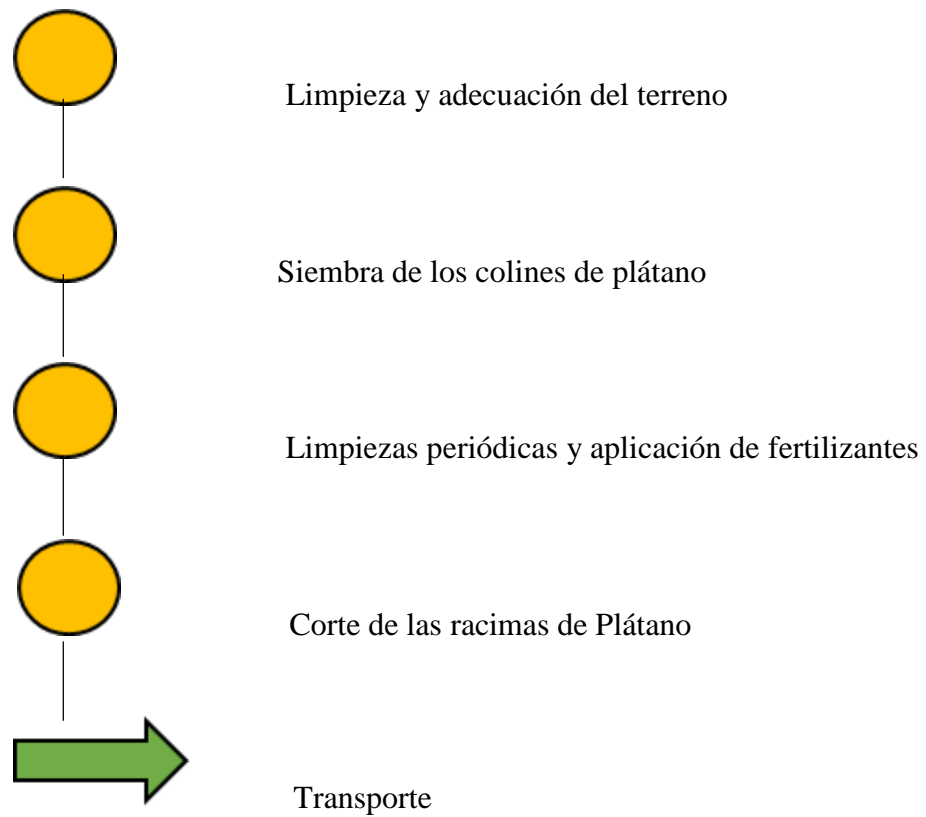 Limpieza y adecuación del terreno
Siembra de los colines de plátano
Limpiezas periódicas y aplicación de fertilizantes
Corte de las racimas de Plátano
Transporte